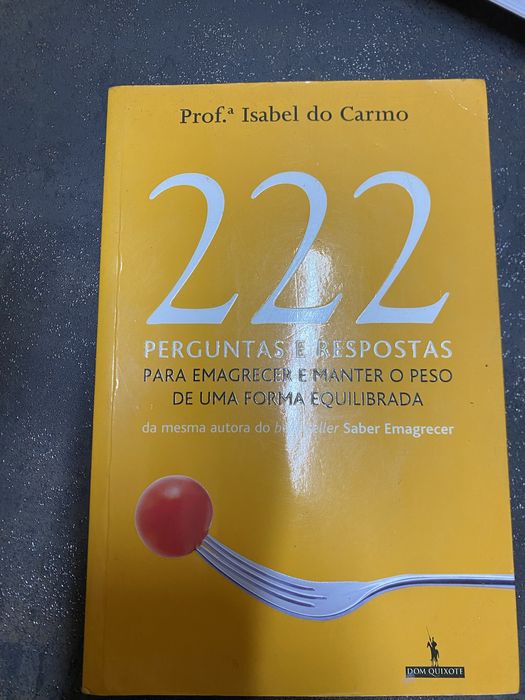 Prof.ª Isabel do Carmo
222
PERGUNTAS E RESPOSTAS
PARA EMAGRECER E MANTER O PESO
DE UMA FORMA EQUILIBRADA
da mesma autora do bestseller Saber Emagrecer
DOM QUIXOTE